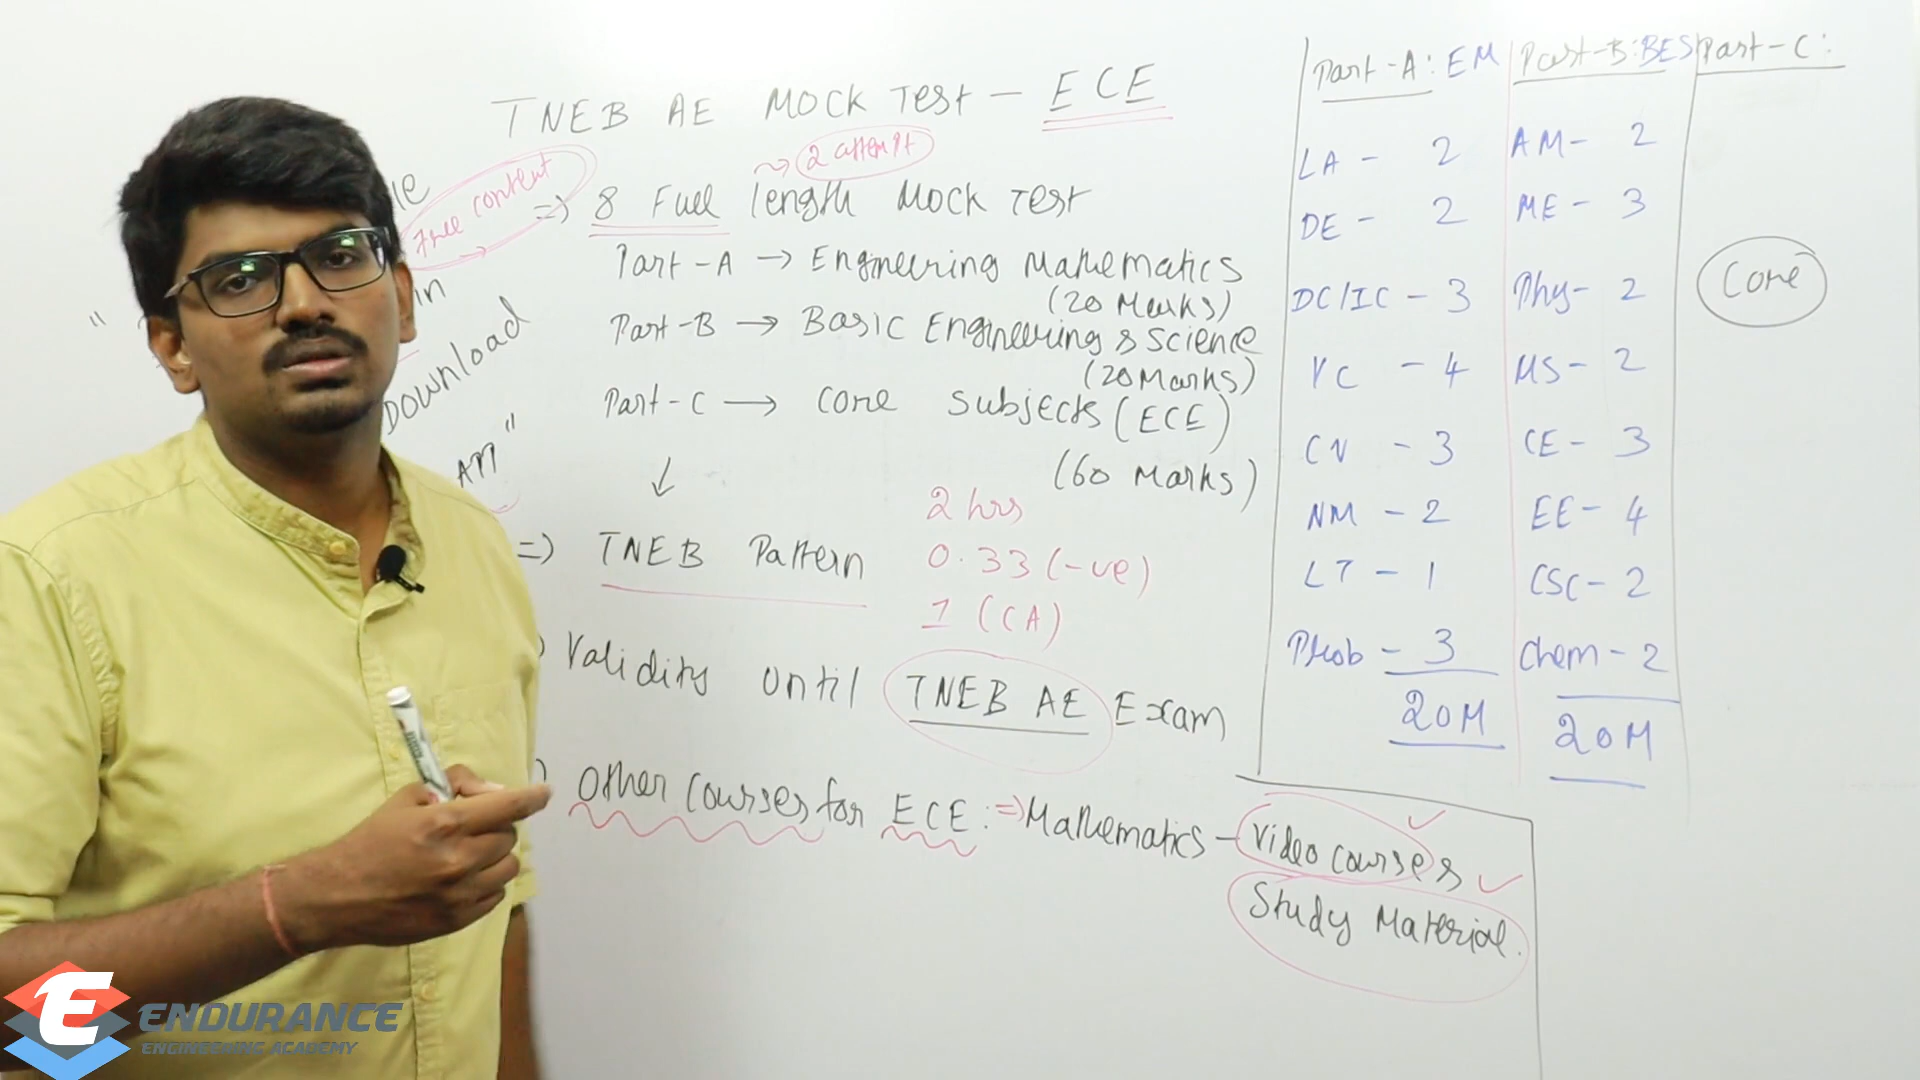 TNEB AE MOCK TEST - ECE
2 attempt
Free content
=> 8 Full length Mock Test
Part-A → Engineering Mathematics
(20 Marks)
Part-B → Basic Engineering & Science
(20 Marks)
Part-C → Core Subjects (ECE)
(60 Marks)
in
Download
App"
2 hrs
=> TNEB Pattern
0.33 (-ve)
1 (CA)
Validity until TNEB AE Exam
Other Courses for ECE: => Mathematics - Video courses
Study Material.
Part-A: EM
LA - 2
DE - 2
DC/IC - 3
VC - 4
CV - 3
NM - 2
LT - 1
Prob - 3
20M
Part-B: BES
AM - 2
ME - 3
Phy - 2
MS - 2
CE - 3
EE - 4
CSC - 2
Chem - 2
20M
Part-C:
Core
E ENDURANCE
ENGINEERING ACADEMY